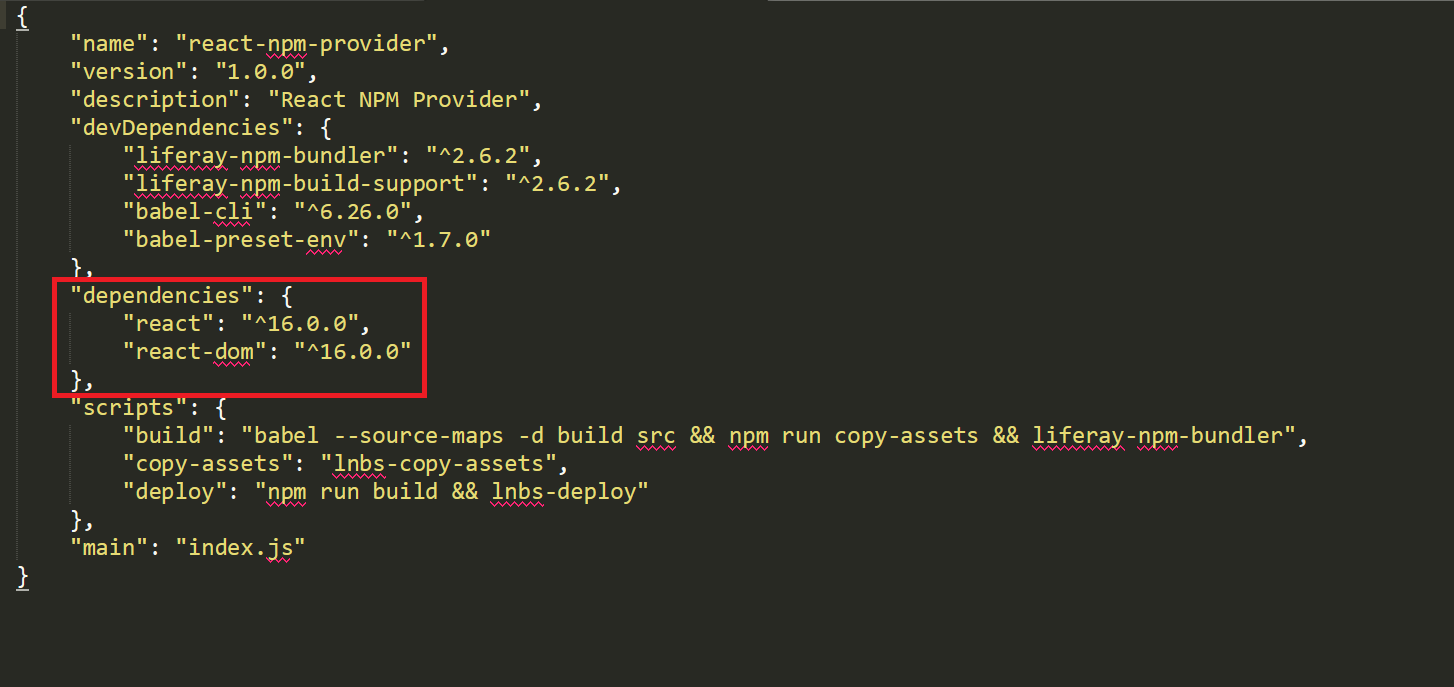 {
    "name": "react-npm-provider",
    "version": "1.0.0",
    "description": "React NPM Provider",
    "devDependencies": {
        "liferay-npm-bundler": "^2.6.2",
        "liferay-npm-build-support": "^2.6.2",
        "babel-cli": "^6.26.0",
        "babel-preset-env": "^1.7.0"
    },
    "dependencies": {
        "react": "^16.0.0",
        "react-dom": "^16.0.0"
    },
    "scripts": {
        "build": "babel --source-maps -d build src && npm run copy-assets && liferay-npm-bundler",
        "copy-assets": "lnbs-copy-assets",
        "deploy": "npm run build && lnbs-deploy"
    },
    "main": "index.js"
}